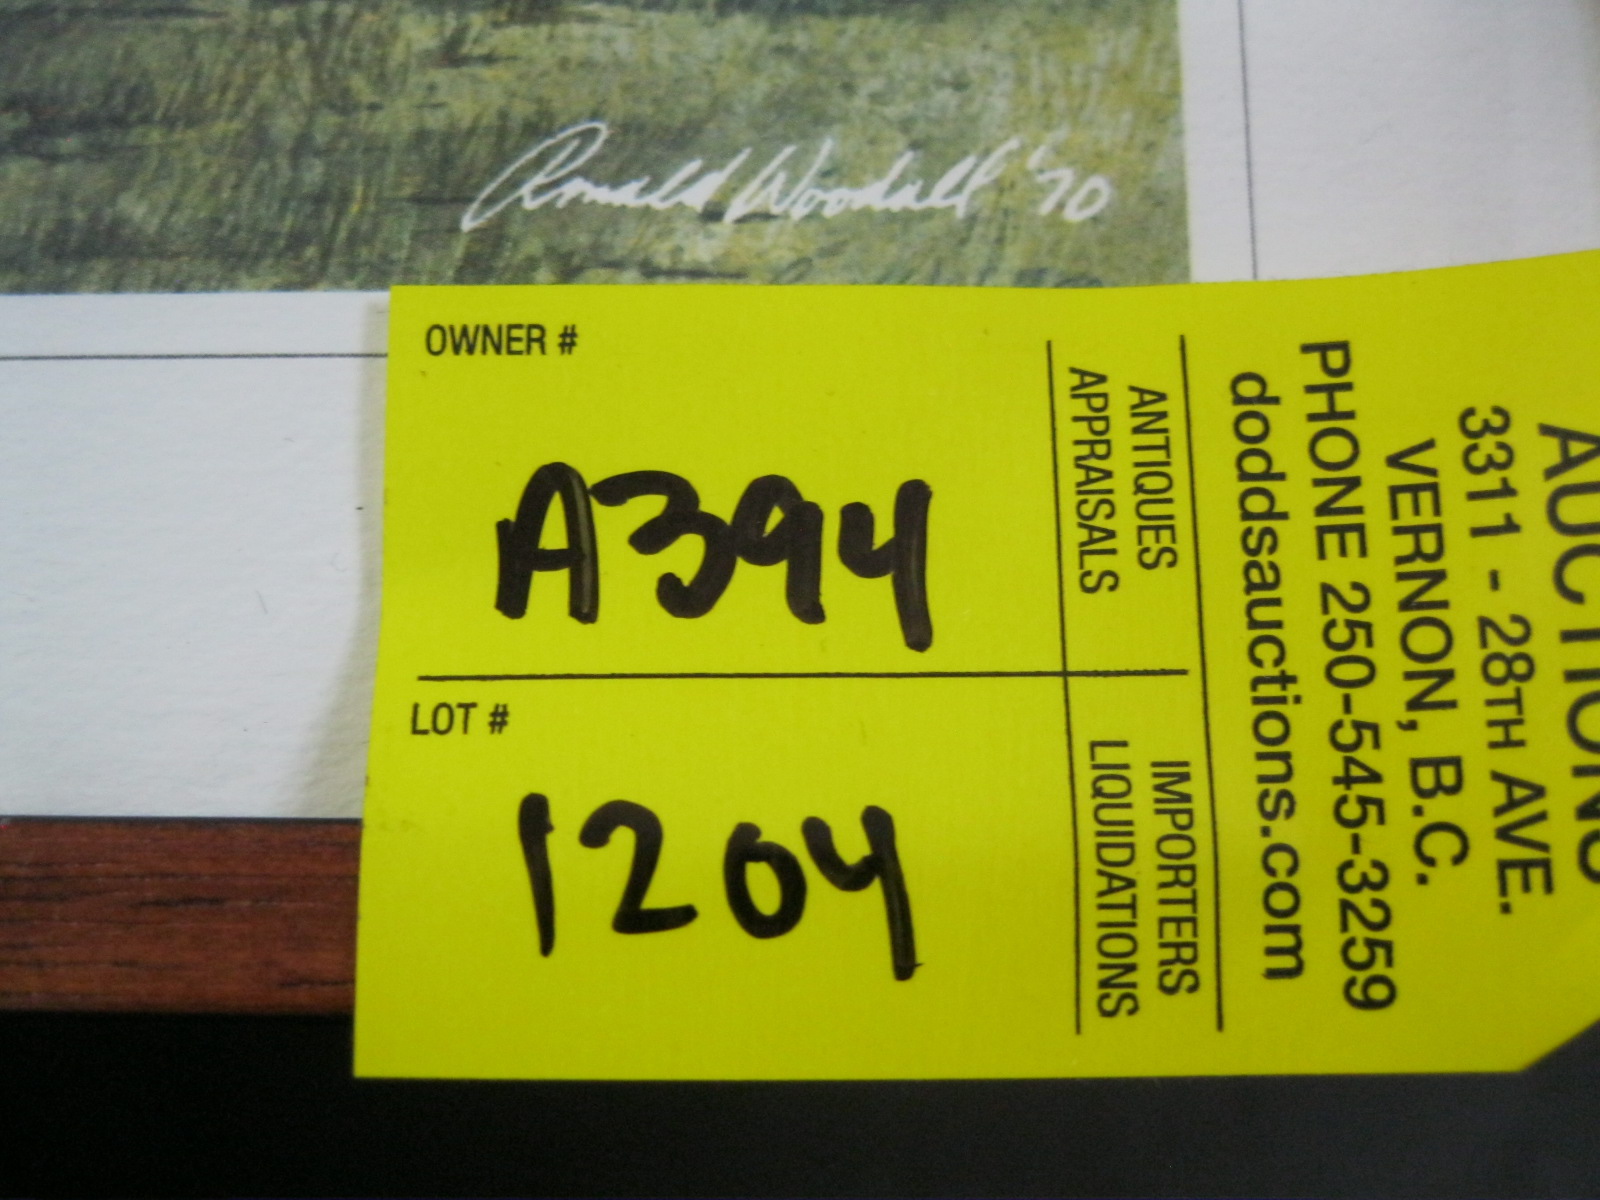 Ronald Woodall '70
OWNER #
A394
LOT #
1204
ANTIQUES
APPRAISALS
IMPORTERS
LIQUIDATIONS
AUCTIONS
3311 - 28TH AVE.
VERNON, B.C.
PHONE 250-545-3259
doddsauctions.com